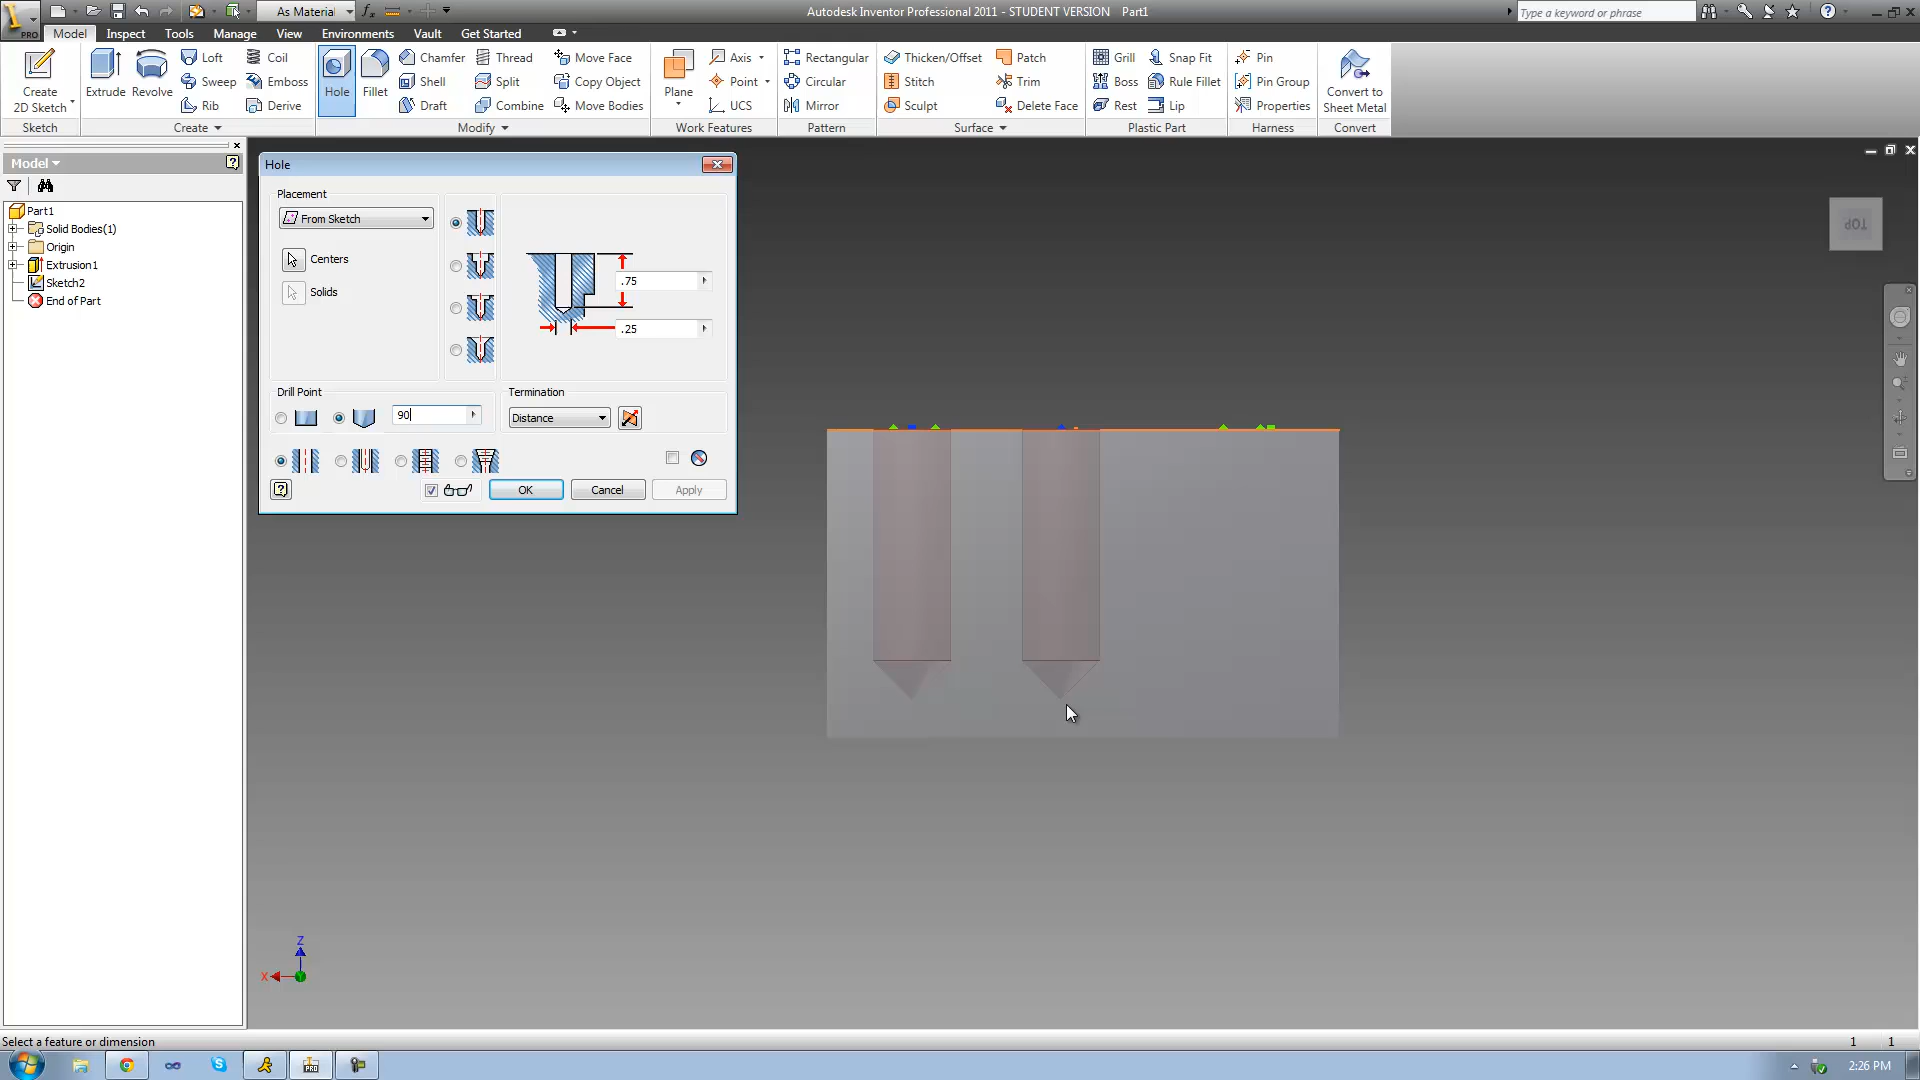 PRO
As Material
Autodesk Inventor Professional 2011 - STUDENT VERSION Part1
Type a keyword or phrase
Model Inspect Tools Manage View Environments Vault Get Started
Loft Coil Chamfer Thread Move Face Axis Rectangular Thicken/Offset Patch Grill Snap Fit Pin
Create
2D Sketch
Extrude Revolve Sweep Emboss Hole Fillet Shell Split Copy Object Plane Point Circular Stitch Trim Boss Rule Fillet Pin Group
Convert to
Sheet Metal
Rib Derive Draft Combine Move Bodies UCS Mirror Sculpt Delete Face Rest Lip Properties
Sketch Create Modify Work Features Pattern Surface Plastic Part Harness Convert
Model
Part1
Solid Bodies(1)
Origin
Extrusion1
Sketch2
End of Part
Hole
Placement
From Sketch
Centers
Solids
.75
.25
Drill Point
90
Termination
Distance
OK Cancel Apply
TOP
Z
X
Select a feature or dimension
1 1
PRO
2:26 PM